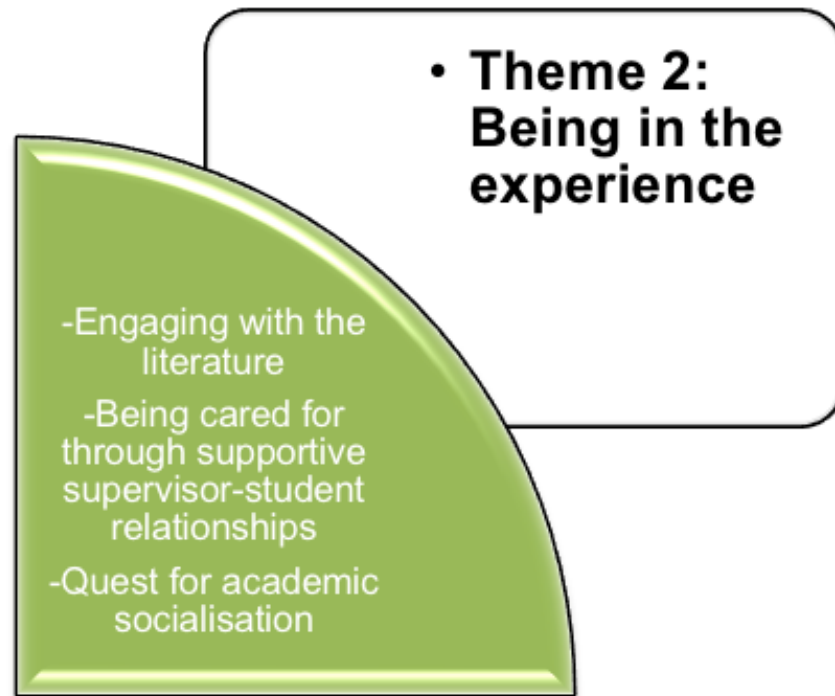 • Theme 2:
Being in the
experience
-Engaging with the
literature
-Being cared for
through supportive
supervisor-student
relationships
-Quest for academic
socialisation